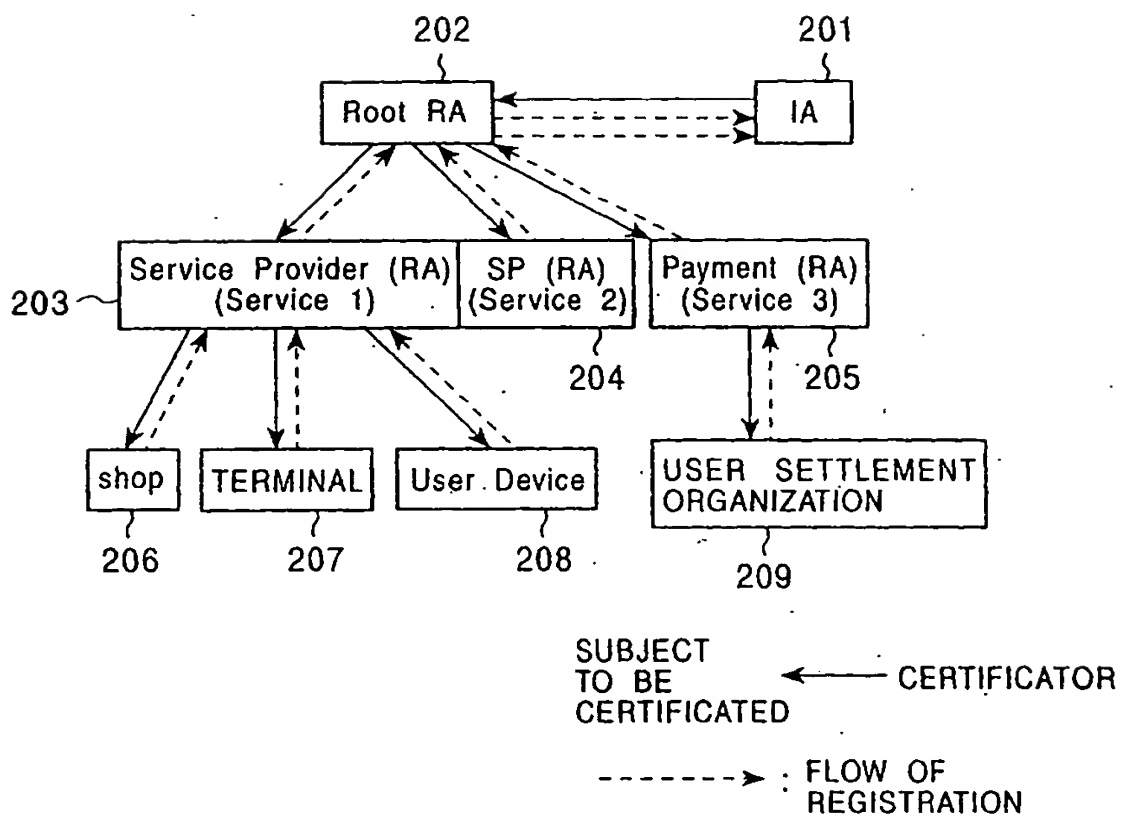 202
201
Root RA
IA
Service Provider (RA)
(Service 1)
SP (RA)
(Service 2)
Payment (RA)
(Service 3)
203
204
205
shop
TERMINAL
User Device
USER SETTLEMENT
ORGANIZATION
206
207
208
209
SUBJECT
TO BE
CERTIFICATED
CERTIFICATOR
: FLOW OF
REGISTRATION